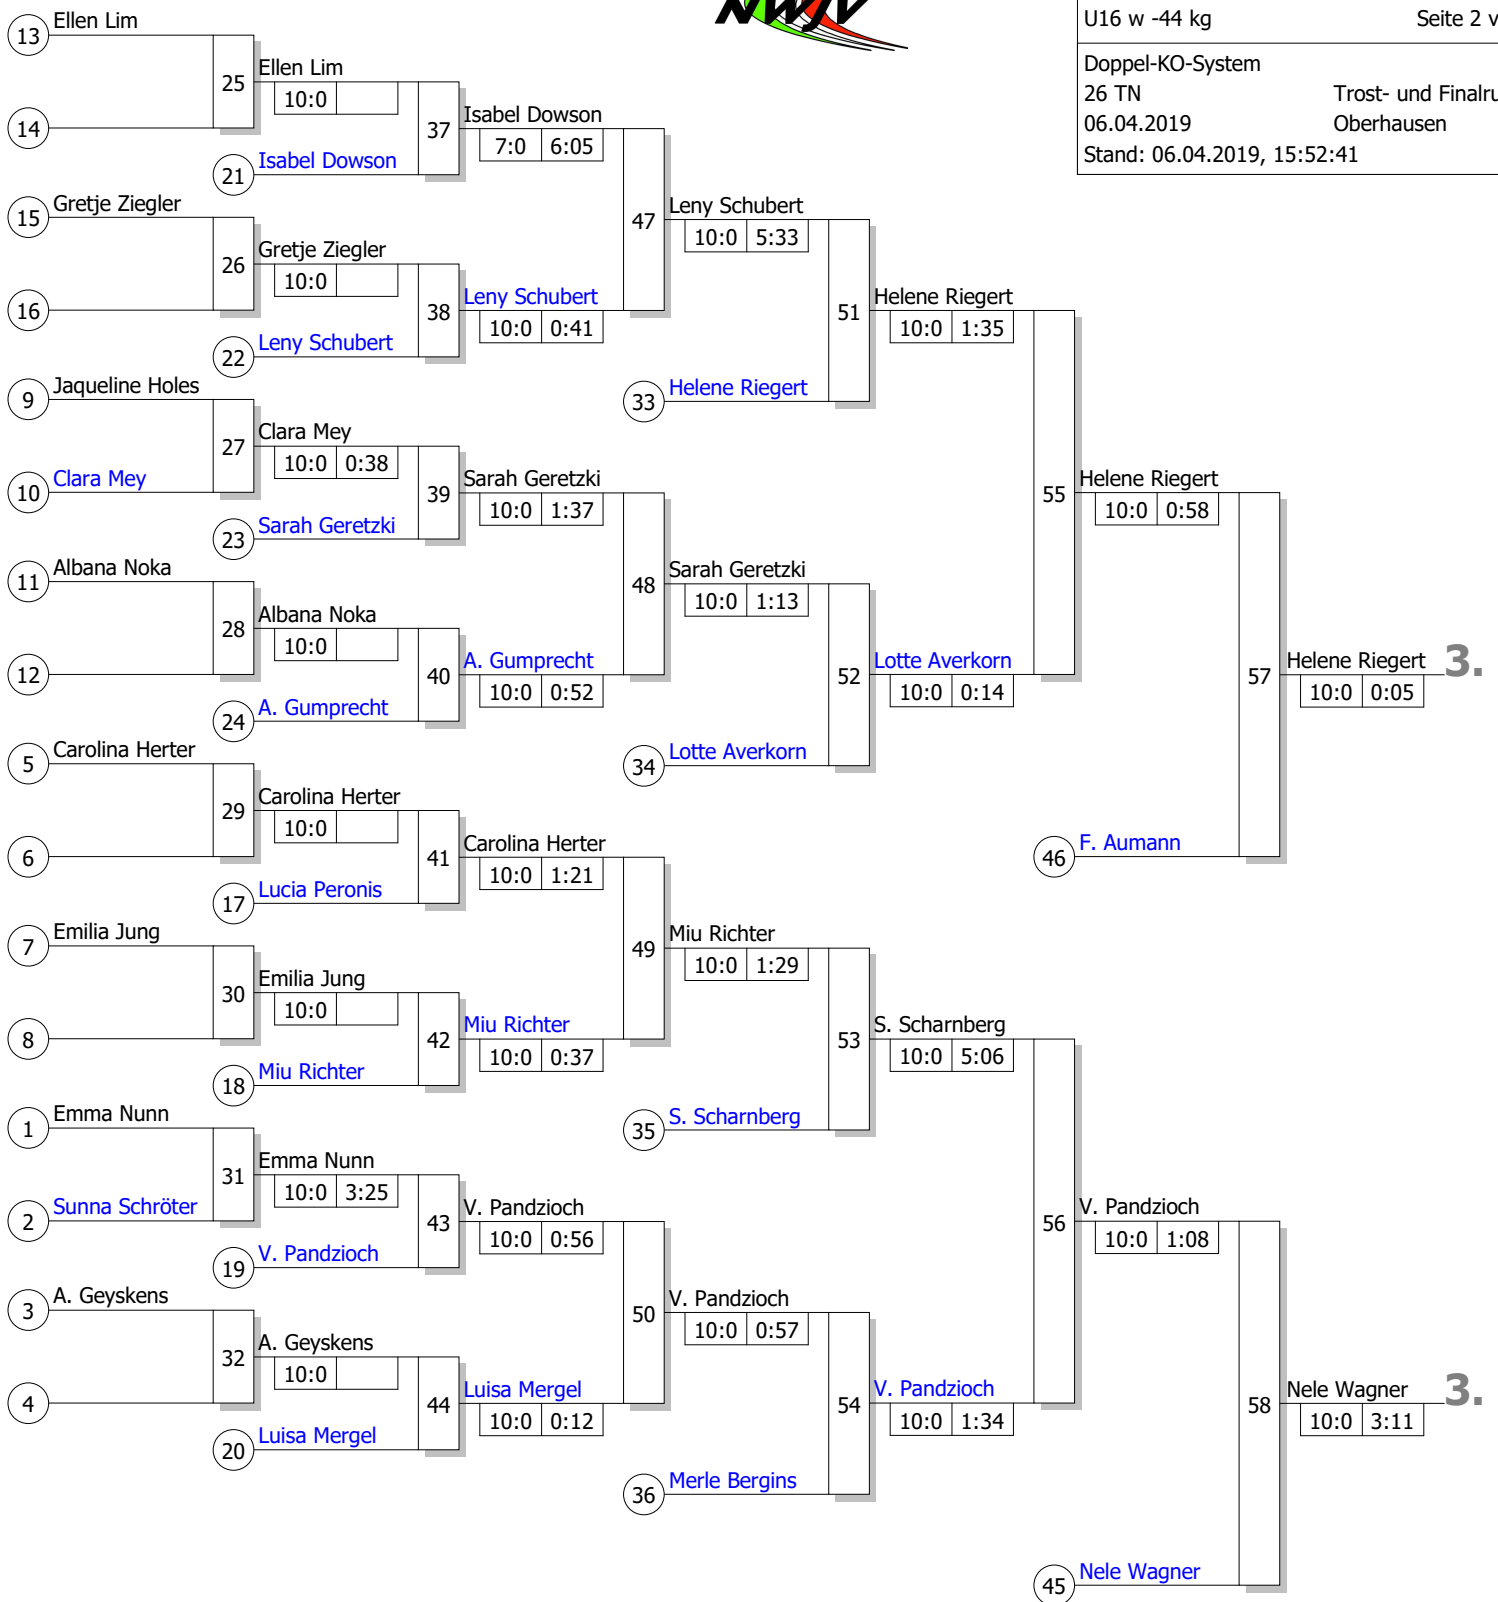 NWJV
U16 w -44 kg Seite 2 v
Doppel-KO-System
26 TN Trost- und Finalru
06.04.2019 Oberhausen
Stand: 06.04.2019, 15:52:41
13 Ellen Lim
25 Ellen Lim
10:0
14
37 Isabel Dowson
7:0 6:05
21 Isabel Dowson
15 Gretje Ziegler
47 Leny Schubert
10:0 5:33
26 Gretje Ziegler
10:0
16
38 Leny Schubert
10:0 0:41
22 Leny Schubert
51 Helene Riegert
10:0 1:35
9 Jaqueline Holes
33 Helene Riegert
27 Clara Mey
10:0 0:38
10 Clara Mey
39 Sarah Geretzki
10:0 1:37
23 Sarah Geretzki
55 Helene Riegert
10:0 0:58
11 Albana Noka
48 Sarah Geretzki
10:0 1:13
28 Albana Noka
10:0
12
40 A. Gumprecht
10:0 0:52
24 A. Gumprecht
52 Lotte Averkorn
10:0 0:14
57 Helene Riegert 3.
10:0 0:05
5 Carolina Herter
34 Lotte Averkorn
29 Carolina Herter
10:0
6
41 Carolina Herter
10:0 1:21
46 F. Aumann
17 Lucia Peronis
7 Emilia Jung
49 Miu Richter
10:0 1:29
30 Emilia Jung
10:0
8
42 Miu Richter
10:0 0:37
18 Miu Richter
53 S. Scharnberg
10:0 5:06
1 Emma Nunn
35 S. Scharnberg
31 Emma Nunn
10:0 3:25
2 Sunna Schröter
43 V. Pandzioch
10:0 0:56
19 V. Pandzioch
56 V. Pandzioch
10:0 1:08
3 A. Geyskens
50 V. Pandzioch
10:0 0:57
32 A. Geyskens
10:0
4
44 Luisa Mergel
10:0 0:12
20 Luisa Mergel
54 V. Pandzioch
10:0 1:34
58 Nele Wagner 3.
10:0 3:11
36 Merle Bergins
45 Nele Wagner